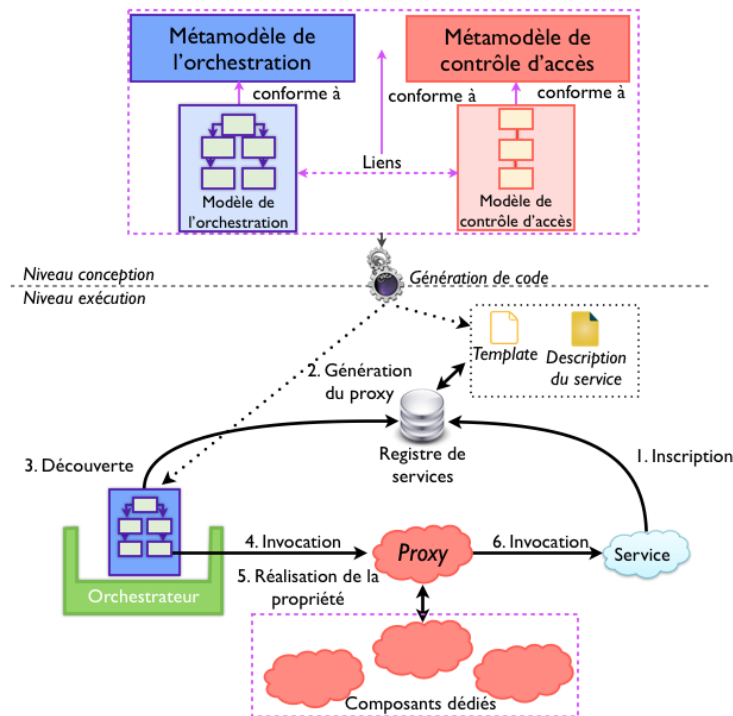 Métamodèle de
l'orchestration
Métamodèle de
contrôle d'accès
conforme à
conforme à
conforme à
Liens
Modèle de
l'orchestration
Modèle de
contrôle d'accès
Niveau conception
Génération de code
Niveau exécution
Template
Description
du service
2. Génération
du proxy
Registre de
services
3. Découverte
1. Inscription
4. Invocation
Proxy
6. Invocation
Service
5. Réalisation de la
propriété
Orchestrateur
Composants dédiés